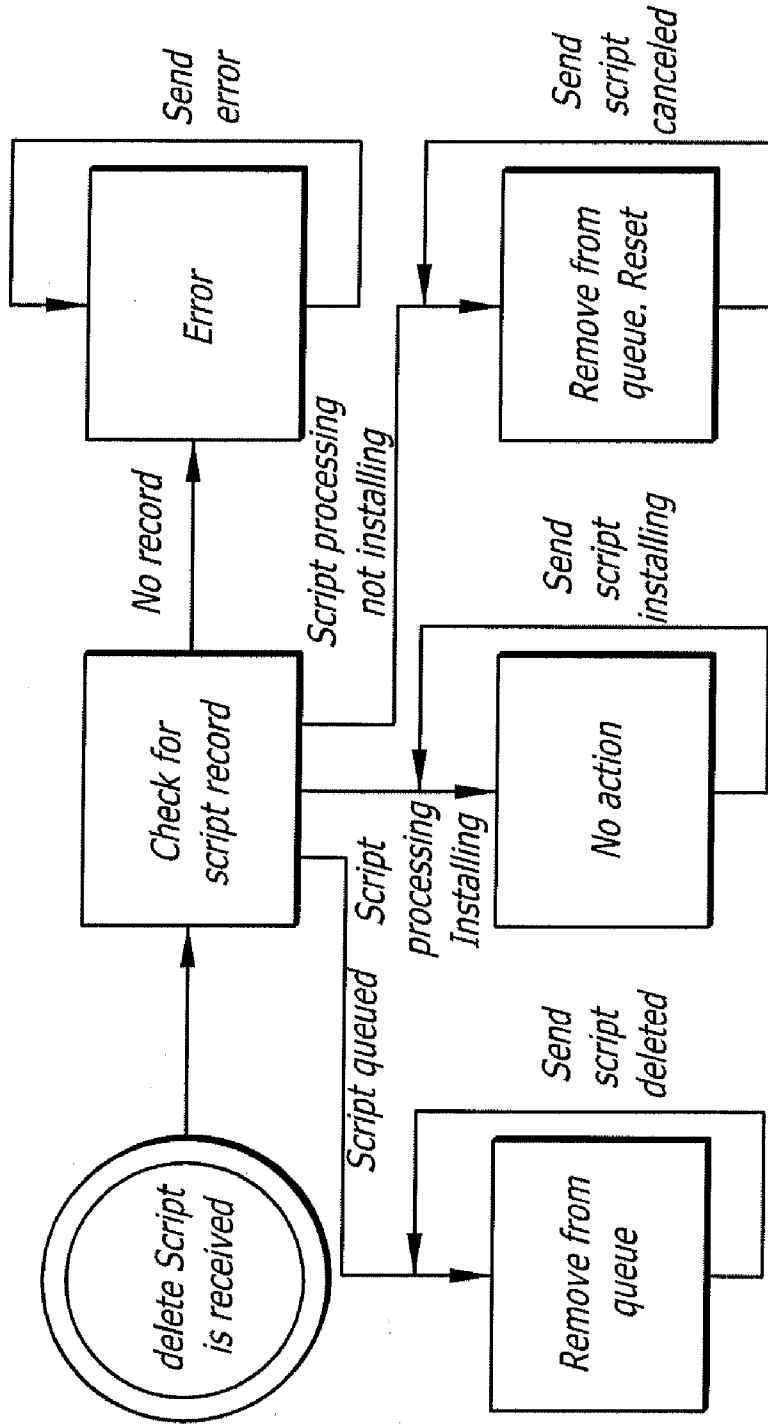 delete Script
is received
Check for
script record
No record
Error
Send
error
Script queued
Script
processing
Installing
Script processing
not installing
Remove from
queue
Send
script
deleted
No action
Send
script
installing
Remove from
queue. Reset
Send
script
canceled